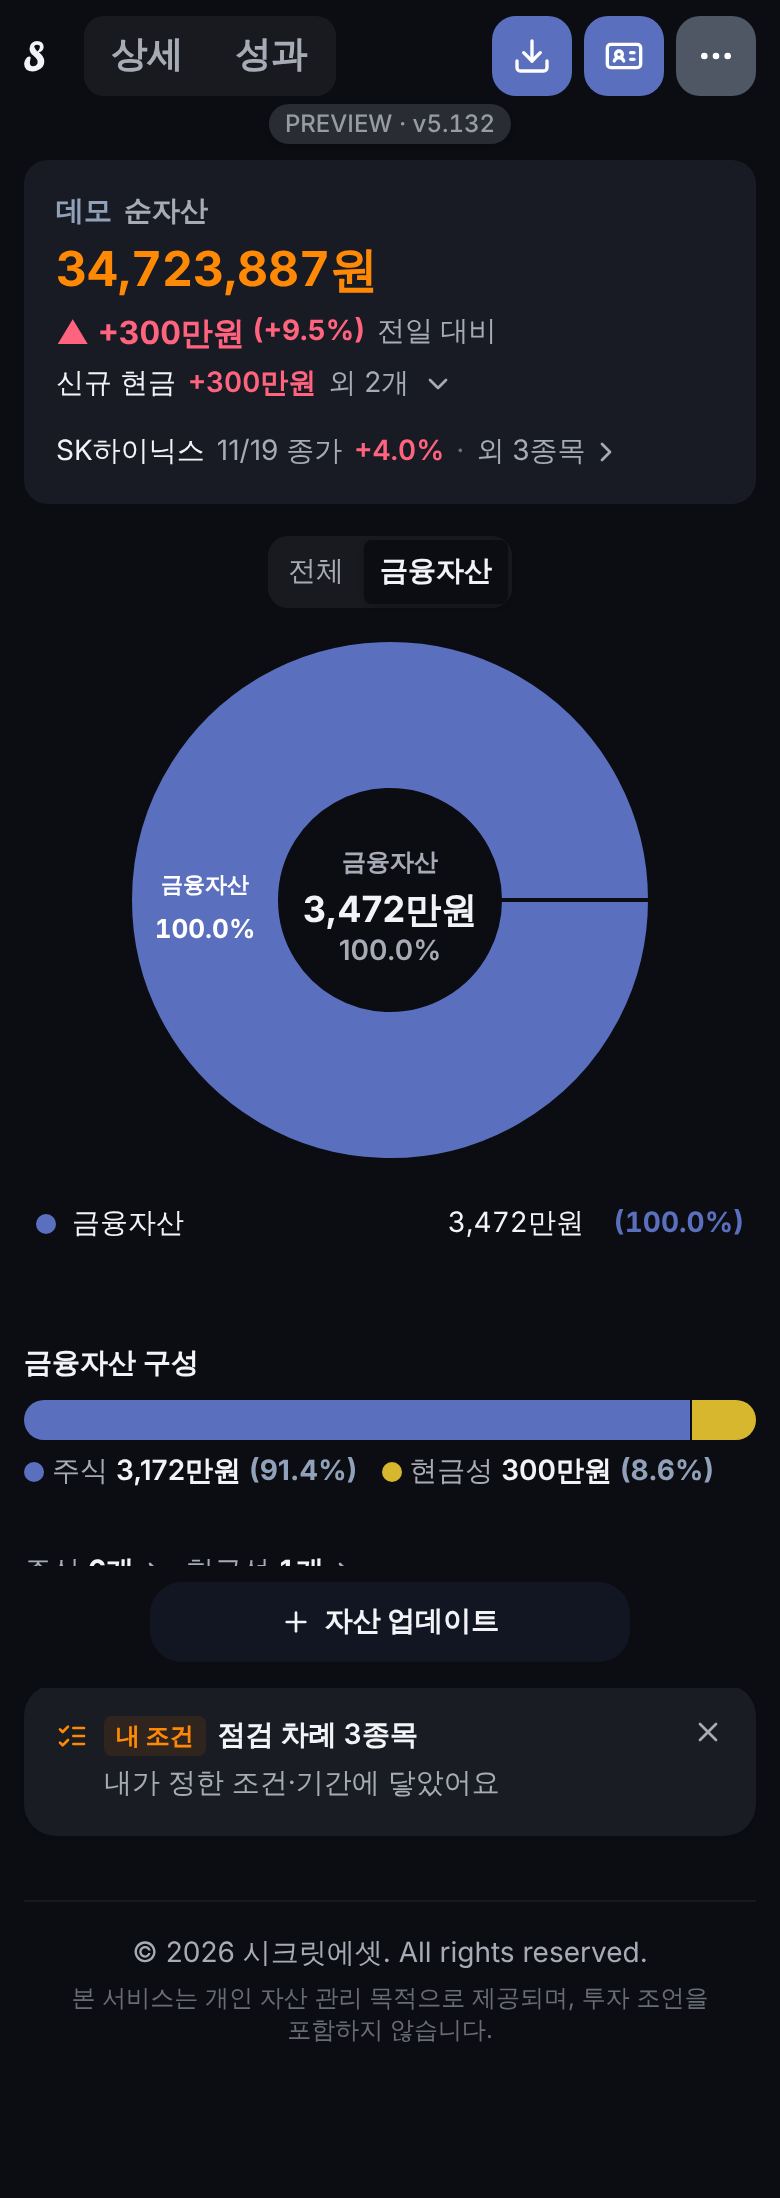 S
상세 성과
PREVIEW · v5.132
데모 순자산
34,723,887원
▲ +300만원 (+9.5%) 전일 대비
신규 현금 +300만원 외 2개
SK하이닉스 11/19 종가 +4.0% · 외 3종목
전체 금융자산
금융자산
3,472만원
100.0%
금융자산
100.0%
금융자산 3,472만원 (100.0%)
금융자산 구성
주식 3,172만원 (91.4%) 현금성 300만원 (8.6%)
+ 자산 업데이트
내 조건 점검 차례 3종목
내가 정한 조건·기간에 닿았어요
© 2026 시크릿에셋. All rights reserved.
본 서비스는 개인 자산 관리 목적으로 제공되며, 투자 조언을
포함하지 않습니다.